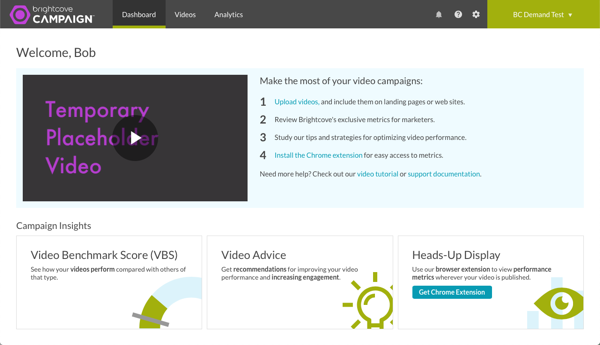 brightcove
CAMPAIGN
Dashboard
Videos
Analytics
BC Demand Test
Welcome, Bob
Temporary
Placeholder
Video
Make the most of your video campaigns:
1 Upload videos, and include them on landing pages or web sites.
2 Review Brightcove's exclusive metrics for marketers.
3 Study our tips and strategies for optimizing video performance.
4 Install the Chrome extension for easy access to metrics.
Need more help? Check out our video tutorial or support documentation.
Campaign Insights
Video Benchmark Score (VBS)
See how your videos perform compared with others of
that type.
Video Advice
Get recommendations for improving your video
performance and increasing engagement.
Heads-Up Display
Use our browser extension to view performance
metrics wherever your video is published.
Get Chrome Extension